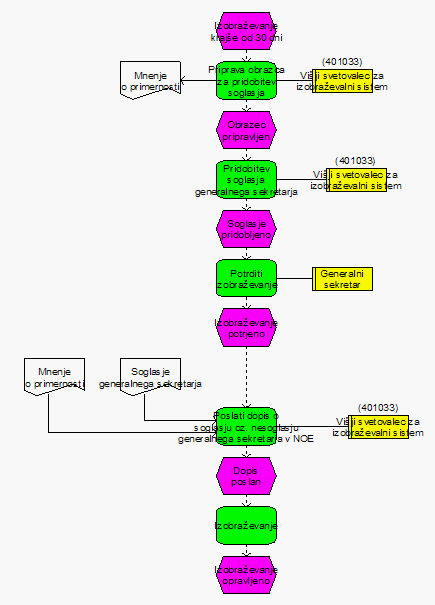 Izobraževanje
krajše od 30 dni
Mnenje
o primernosti
Priprava obrazca
za pridobitev
soglasja
(401033)
Višji svetovalec za
izobraževalni sistem
Obrazec
pripravljen
Pridobitev
soglasja
generalnega sekretarja
(401033)
Višji svetovalec za
izobraževalni sistem
Soglasje
pridobljeno
Potrditi
izobraževanje
Generalni
sekretar
Izobraževanje
potrjeno
Mnenje
o primernosti
Soglasje
generalnega sekretarja
Poslati dopis o
soglasju oz. nesoglasju
generalnega sekretarja v NOE
(401033)
Višji svetovalec za
izobraževalni sistem
Dopis
poslan
Izobraževanje
Izobraževanje
opravljeno